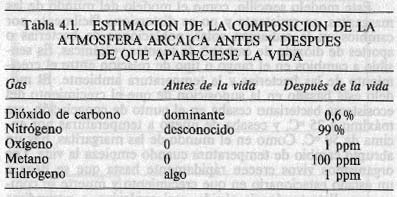 Tabla 4.1. ESTIMACION DE LA COMPOSICION DE LA
ATMOSFERA ARCAICA ANTES Y DESPUES
DE QUE APARECIESE LA VIDA
Gas Antes de la vida Después de la vida
Dióxido de carbono dominante 0,6 %
Nitrógeno desconocido 99 %
Oxígeno 0 1 ppm
Metano 0 100 ppm
Hidrógeno algo 1 ppm